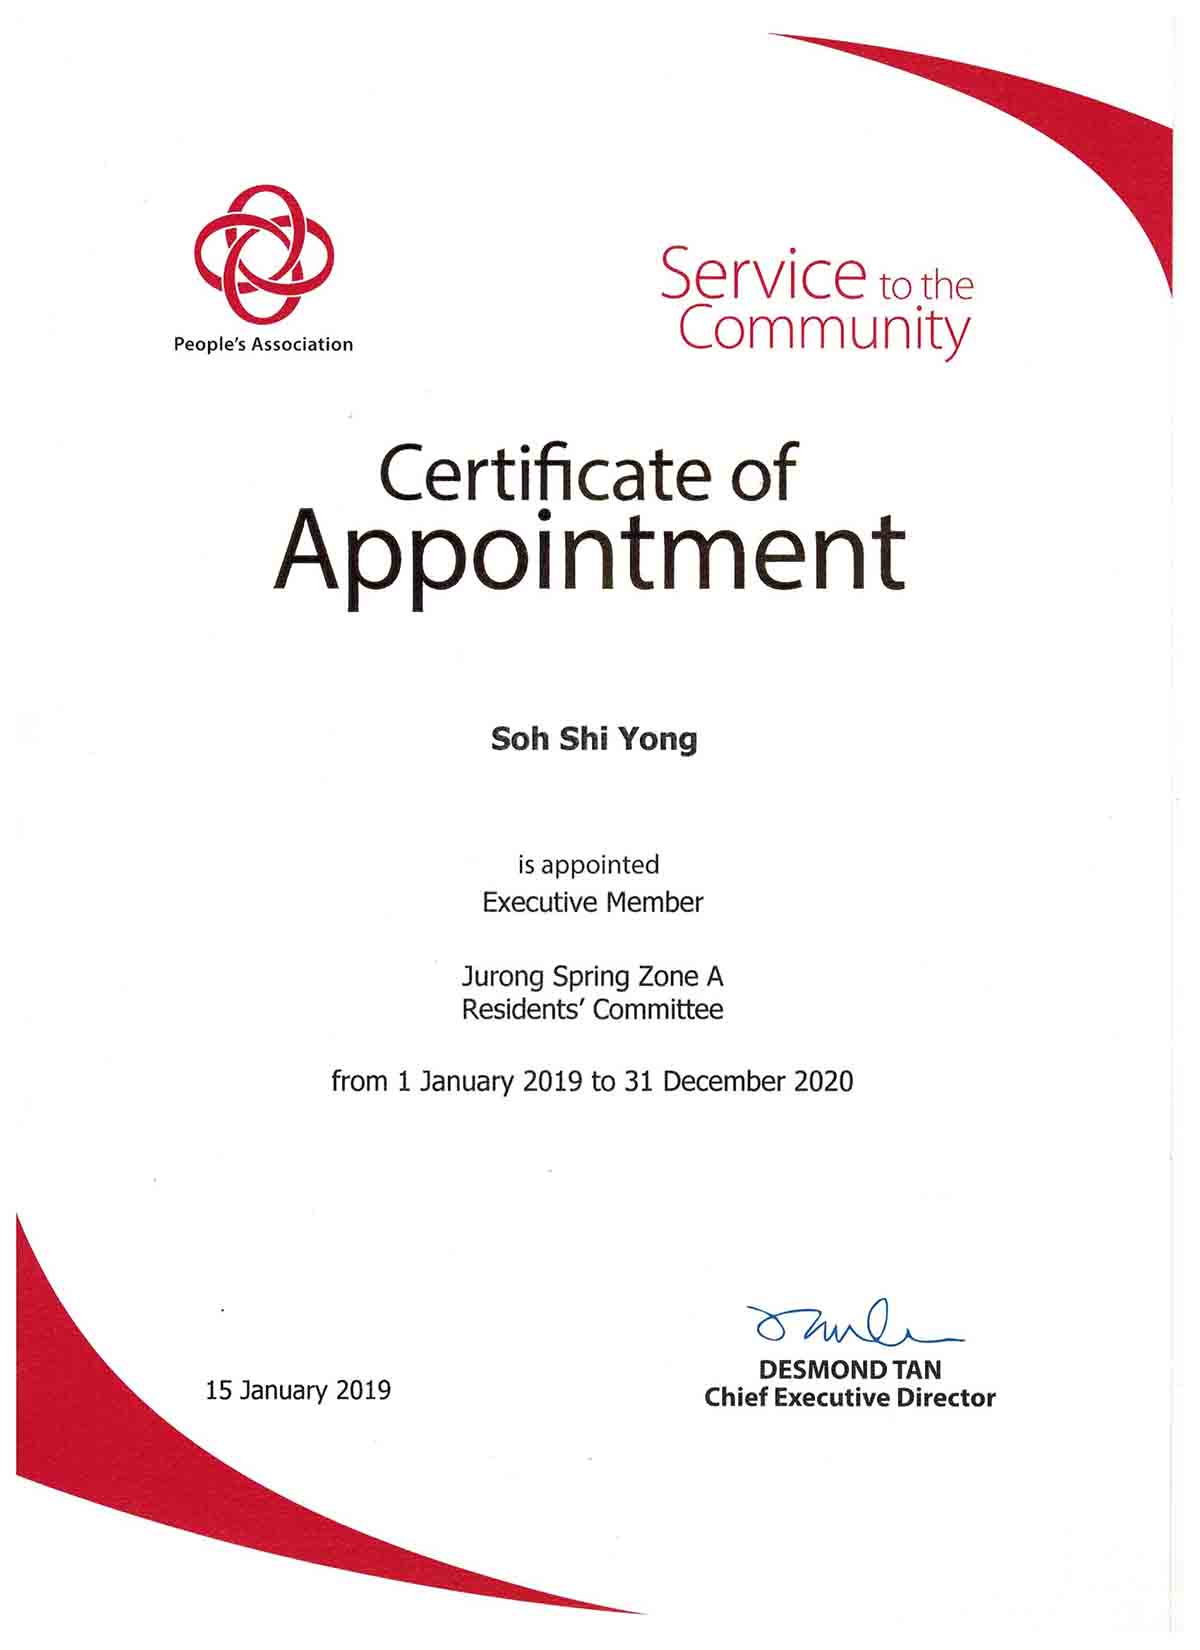 People's Association
Service to the
Community
Certificate of
Appointment
Soh Shi Yong
is appointed
Executive Member
Jurong Spring Zone A
Residents' Committee
from 1 January 2019 to 31 December 2020
15 January 2019
DESMOND TAN
Chief Executive Director